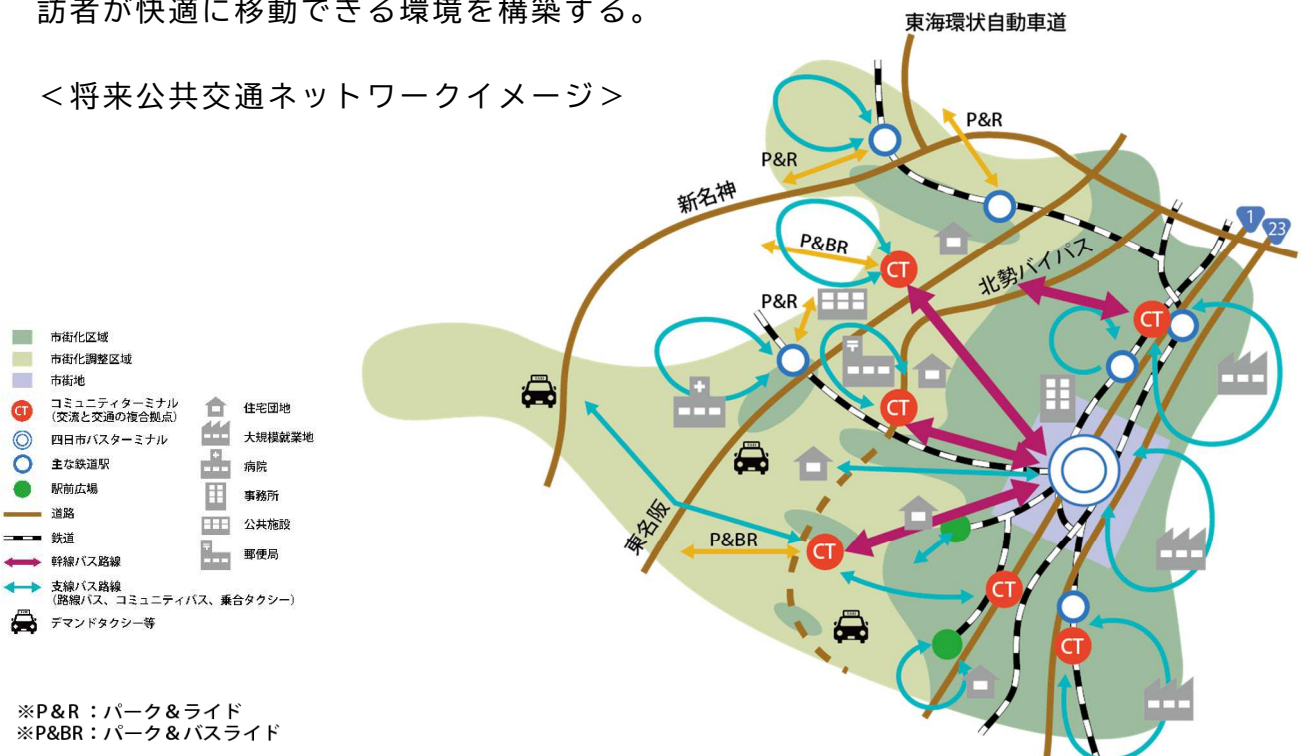 訪者が快適に移動できる環境を構築する。
＜将来公共交通ネットワークイメージ＞
東海環状自動車道
P&R
P&R
新名神
P&BR
P&R
北勢バイパス
1
23
CT
CT
CT
CT
CT
CT
東名阪
P&BR
市街化区域
市街化調整区域
市街地
CT
コミュニティターミナル
(交流と交通の複合拠点)
四日市バスターミナル
主な鉄道駅
駅前広場
道路
鉄道
幹線バス路線
支線バス路線
(路線バス、コミュニティバス、乗合タクシー)
デマンドタクシー等
住宅団地
大規模就業地
病院
事務所
公共施設
郵便局
※P&R：パーク＆ライド
※P&BR：パーク＆バスライド